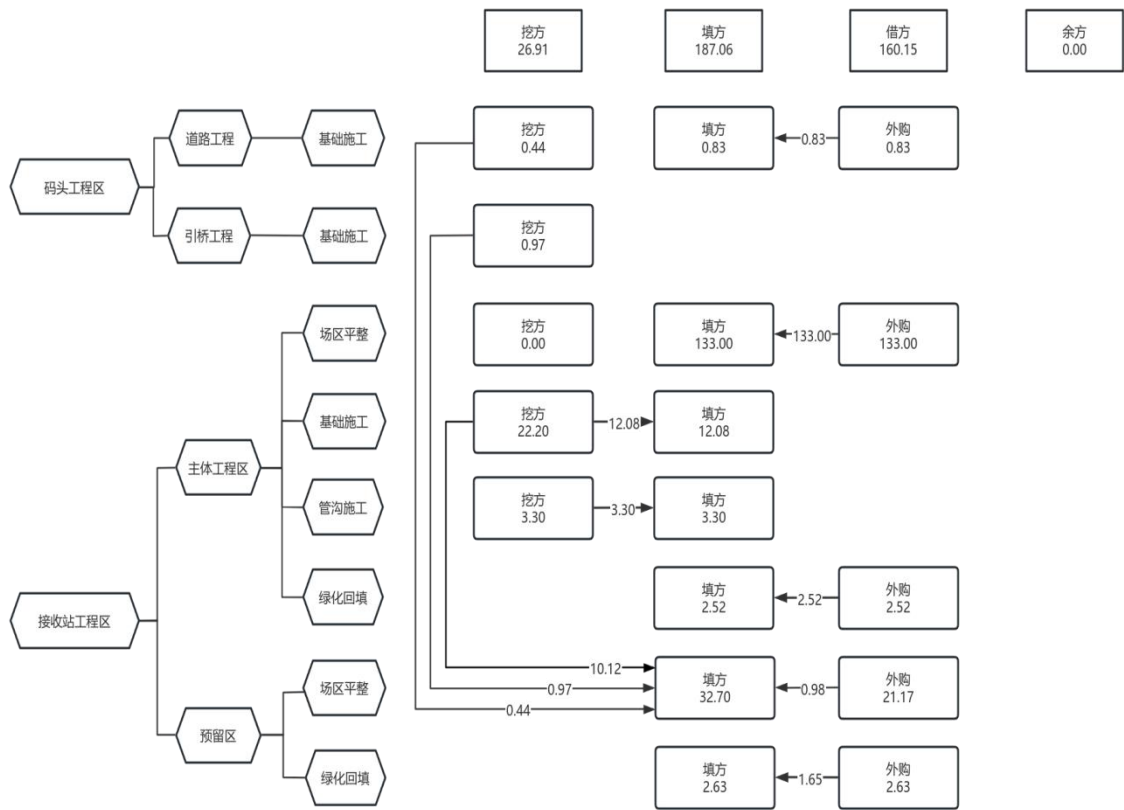 挖方
26.91
填方
187.06
借方
160.15
余方
0.00
码头工程区
道路工程
基础施工
挖方
0.44
填方
0.83
0.83
外购
0.83
引桥工程
基础施工
挖方
0.97
接收站工程区
主体工程区
场区平整
挖方
0.00
填方
133.00
133.00
外购
133.00
基础施工
挖方
22.20
12.08
填方
12.08
管沟施工
挖方
3.30
3.30
填方
3.30
绿化回填
填方
2.52
2.52
外购
2.52
预留区
场区平整
10.12
0.97
0.44
填方
32.70
0.98
外购
21.17
绿化回填
填方
2.63
1.65
外购
2.63